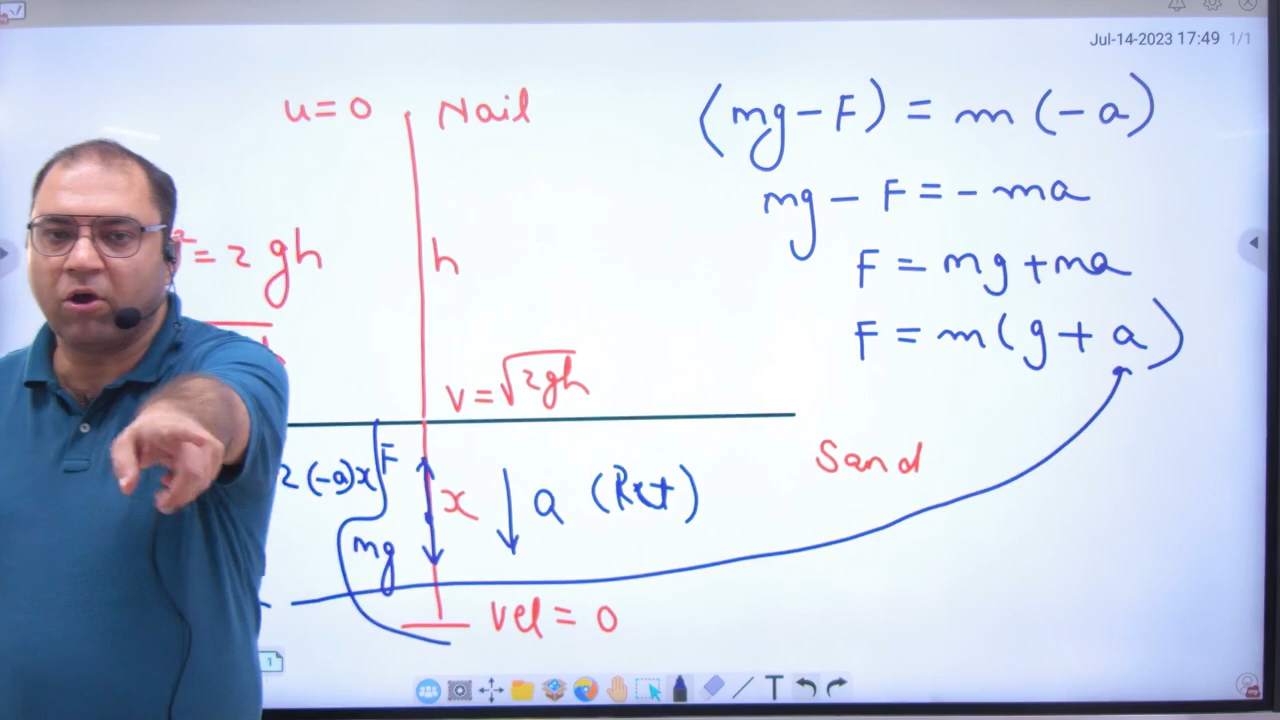 Jul-14-2023 17:49 1/1
u=0 Nail
(mg-F) = m(-a)
mg - F = - ma
= 2gh
h
F = mg + ma
F = m(g + a)
v = √2gh
Sand
2(-a)x
F
x
a (Ret)
mg
vel = 0
1
T